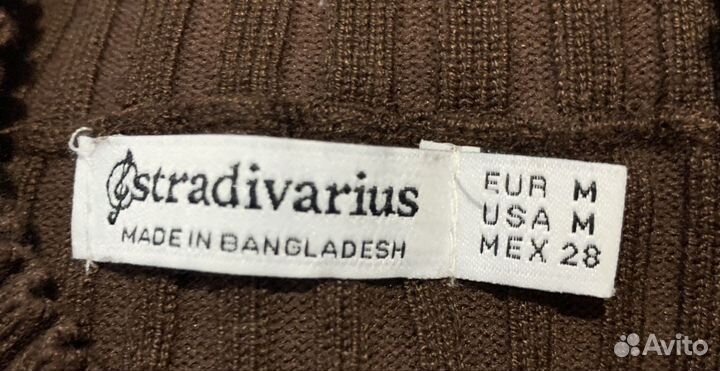 stradivarius
MADE IN BANGLADESH
EUR M
USA M
MEX 28
Avito